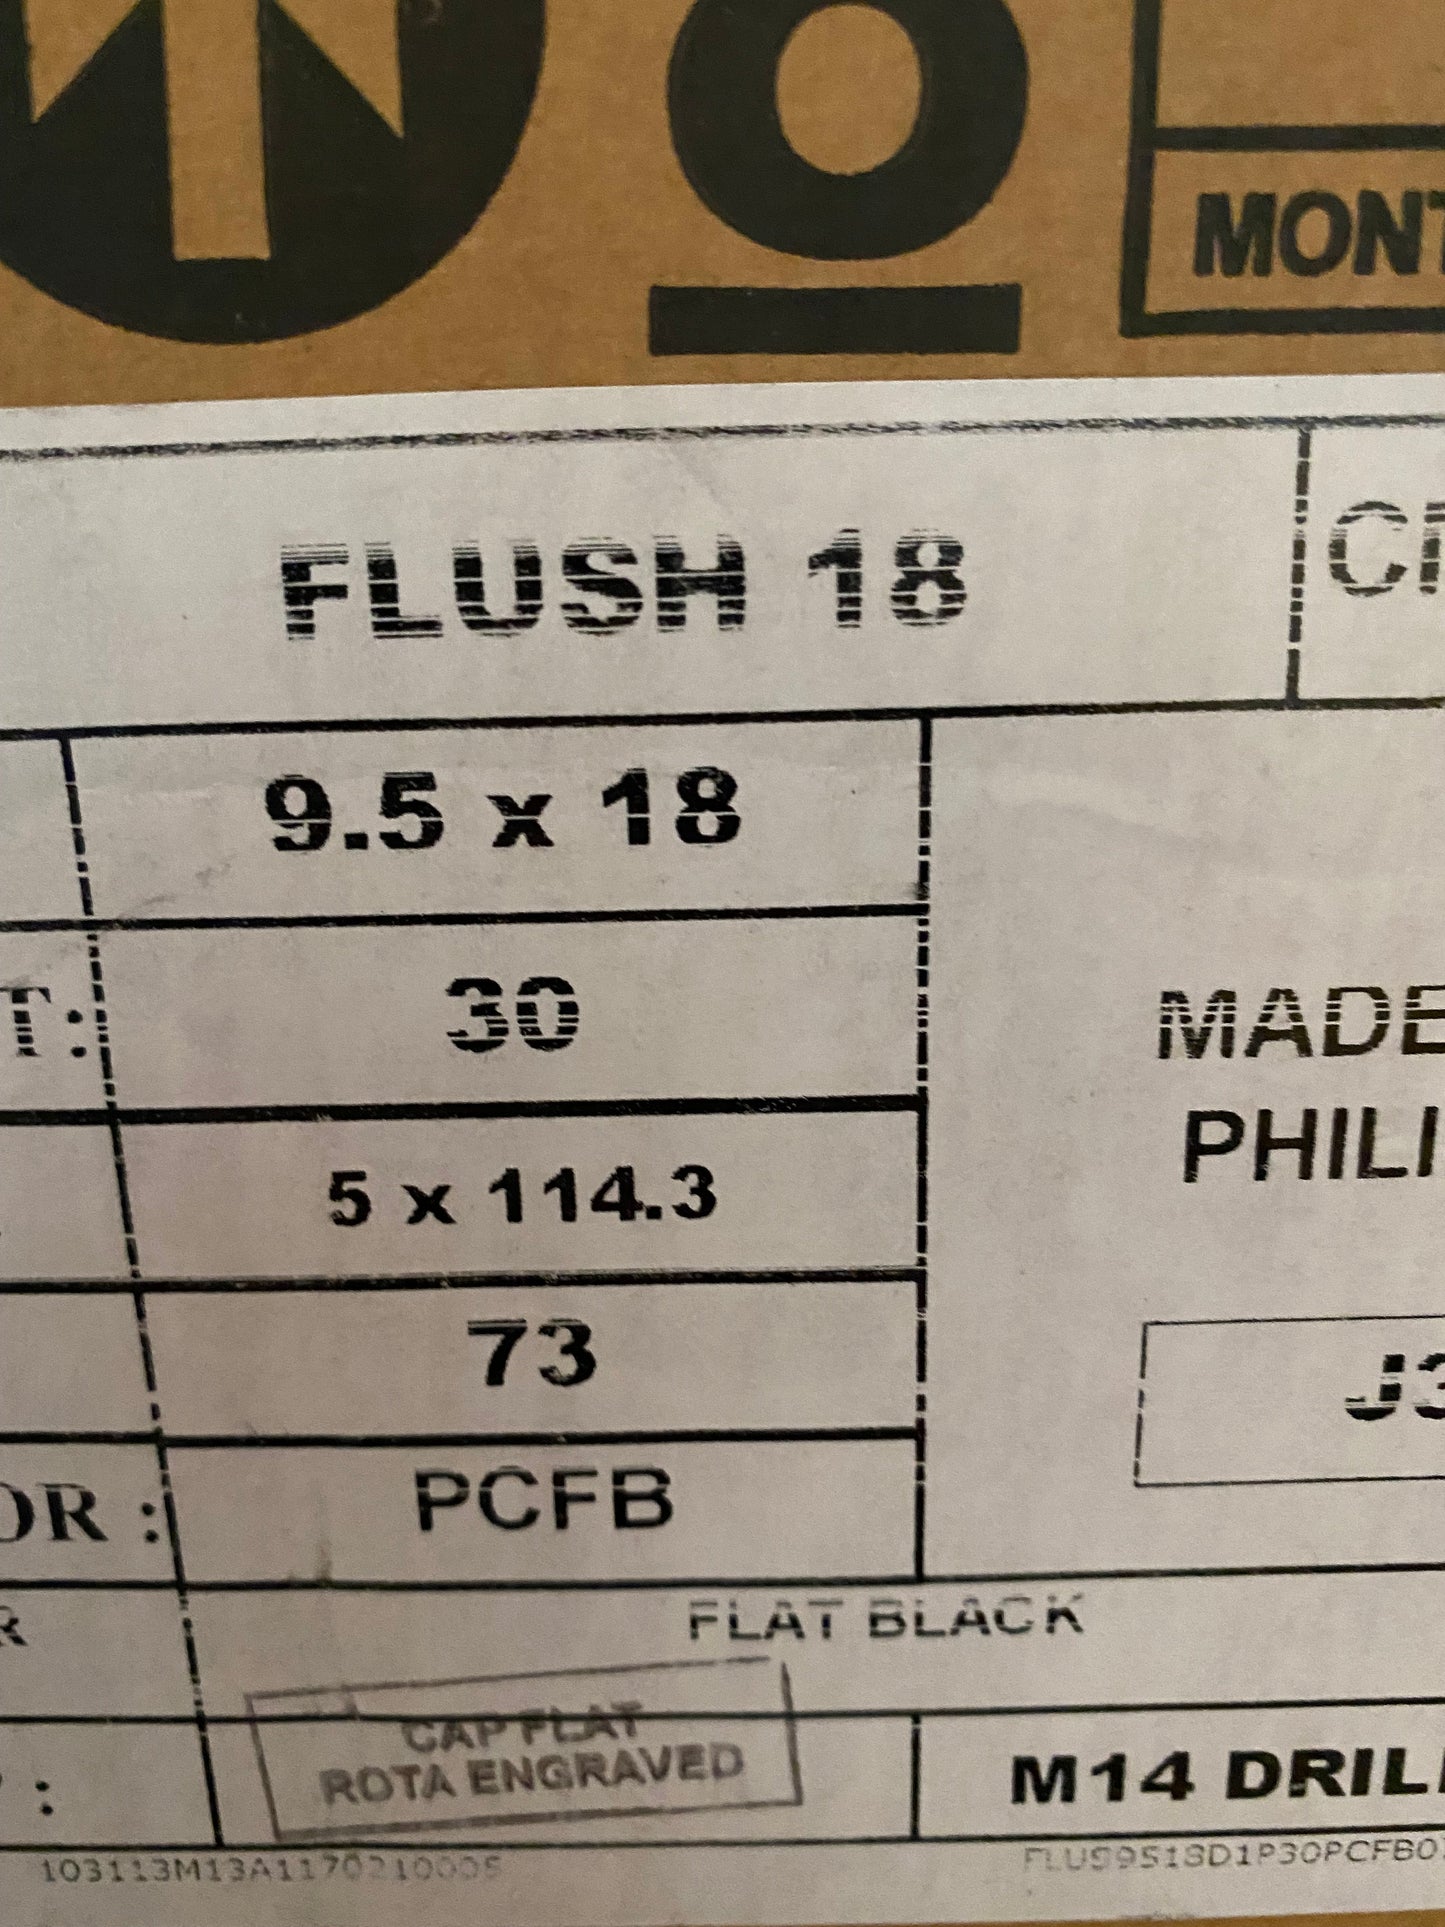 MONT
FLUSH 18
9.5 x 18
T: 30
MADE
5 x 114.3
PHILI
73
J3
OR : PCFB
R FLAT BLACK
CAP FLAT
ROTA ENGRAVED
: M14 DRIL
103113M13A1170210005
FLUS9518D1P30PCFB07